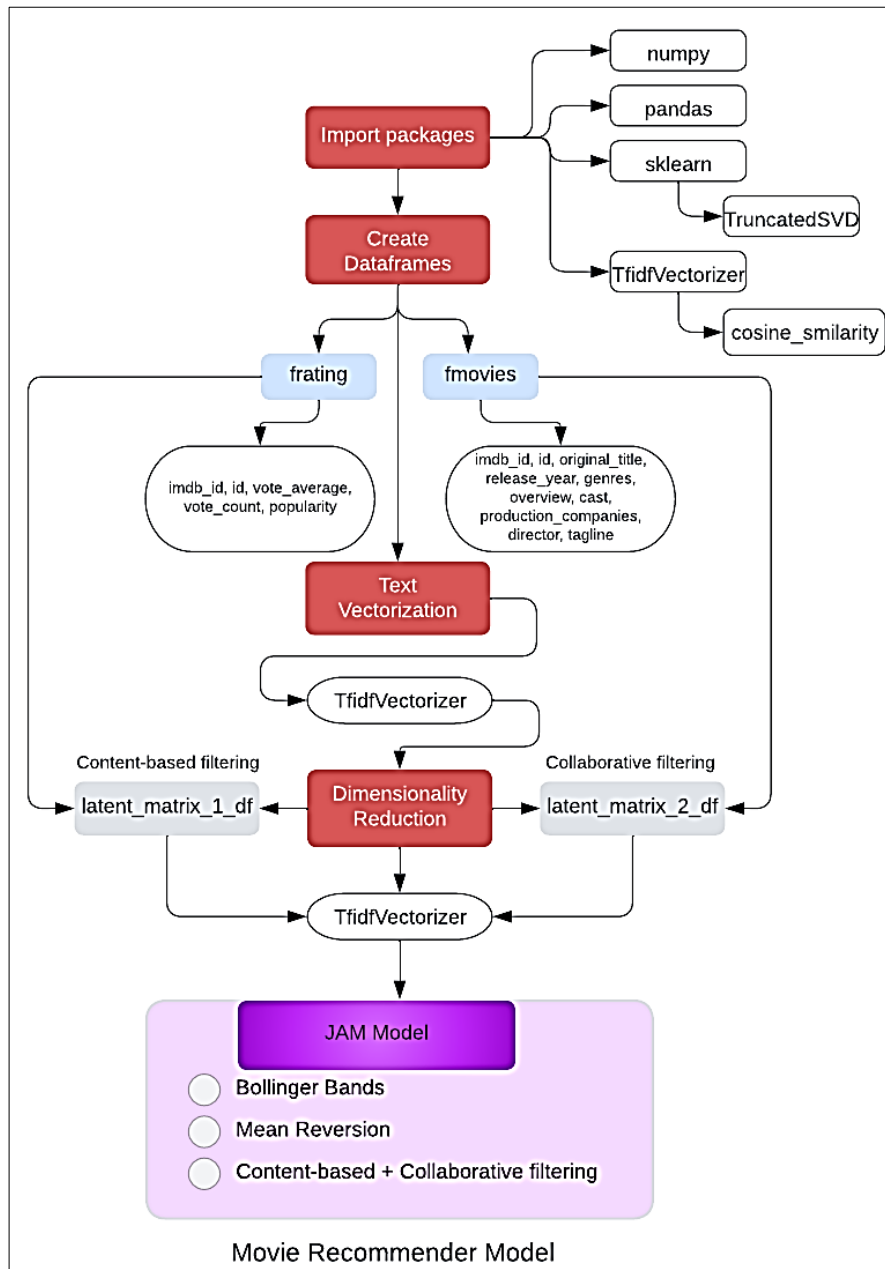 numpy
Import packages
pandas
sklearn
TruncatedSVD
Create
Dataframes
TfidfVectorizer
cosine_smilarity
frating
fmovies
imdb_id, id, vote_average,
vote_count, popularity
imdb_id, id, original_title,
release_year, genres,
overview, cast,
production_companies,
director, tagline
Text
Vectorization
TfidfVectorizer
Content-based filtering
latent_matrix_1_df
Dimensionality
Reduction
Collaborative filtering
latent_matrix_2_df
TfidfVectorizer
JAM Model
Bollinger Bands
Mean Reversion
Content-based + Collaborative filtering
Movie Recommender Model